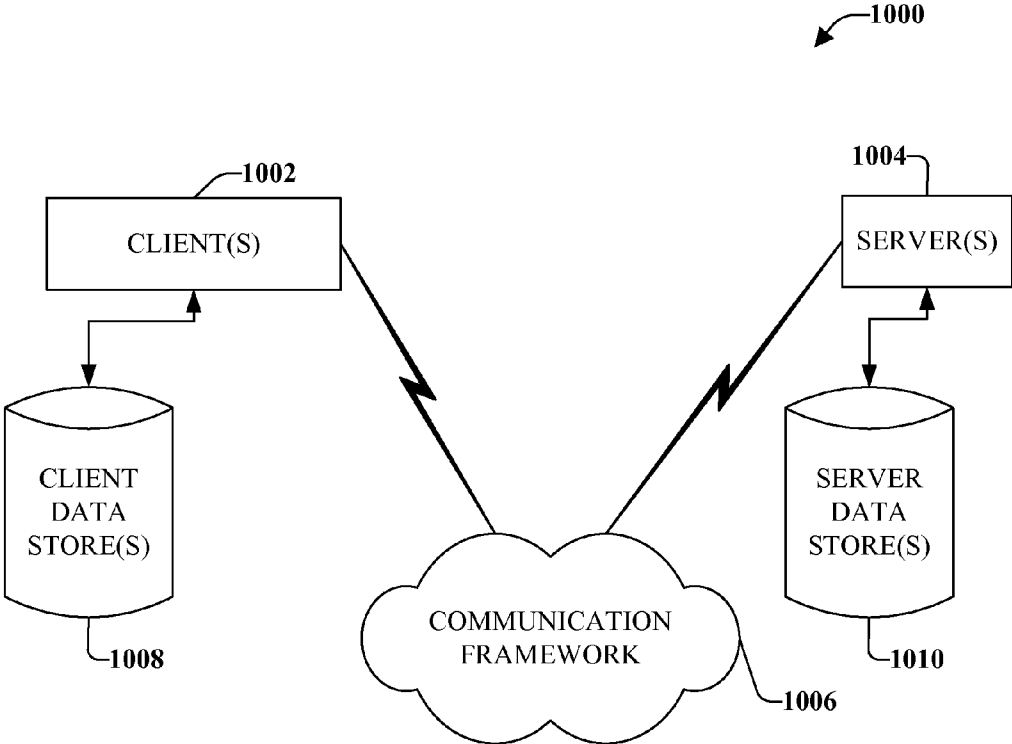 1000
1002
1004
CLIENT(S)
SERVER(S)
CLIENT
DATA
STORE(S)
SERVER
DATA
STORE(S)
COMMUNICATION
FRAMEWORK
1008
1010
1006